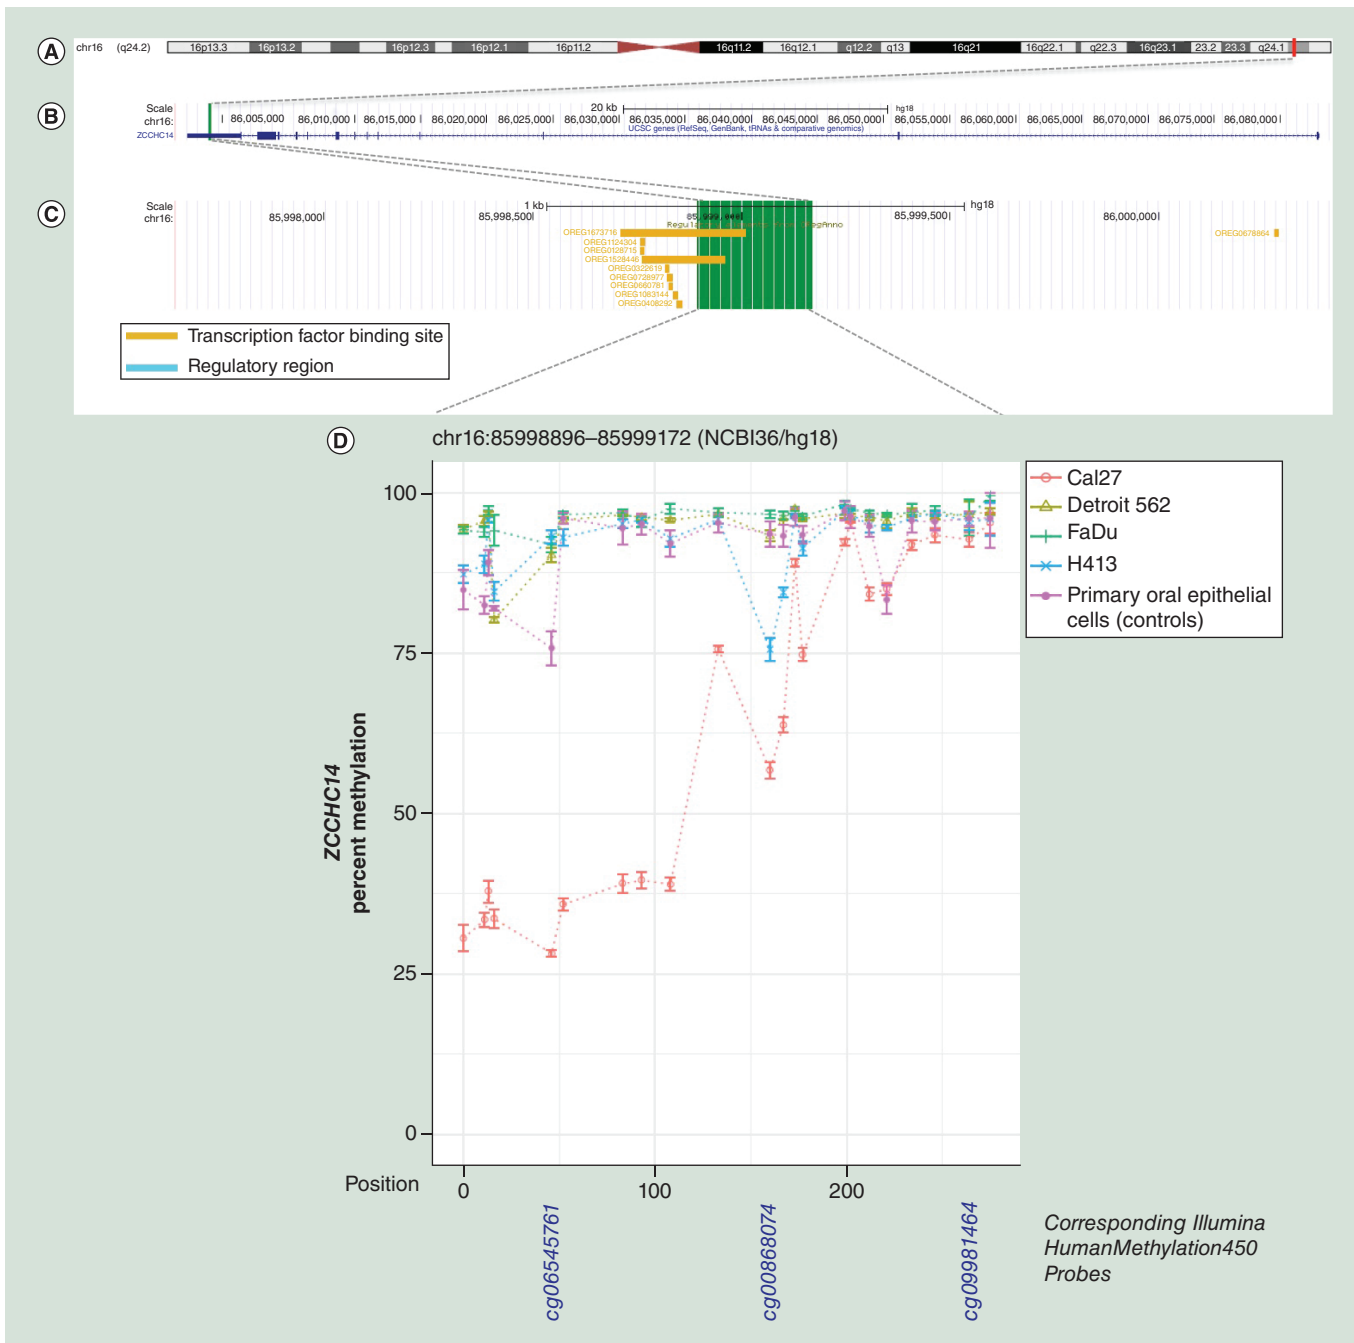 A
chr16 (q24.2) 16p13.3 16p13.2 16p12.3 16p12.1 16p11.2 16q11.2 16q12.1 q12.2 q13 16q21 16q22.1 q22.3 16q23.1 23.2 23.3 q24.1
B
Scale 20 kb hg18
chr16: 86,005,000 86,010,000 86,015,000 86,020,000 86,025,000 86,030,000 86,035,000 86,040,000 86,045,000 86,050,000 86,055,000 86,060,000 86,065,000 86,070,000 86,075,000 86,080,000
UCSC genes (RefSeq, GenBank, tRNAs & comparative genomics)
ZCCHC14
C
Scale 1 kb hg18
chr16: 85,998,000 85,998,500 85,999,000 85,999,500 86,000,000
OREG1673716 OREG0678864
OREG1124304
OREG0128715
OREG1528446
OREG0322619
OREG0728977
OREG0660781
OREG1083144
OREG0408292
Transcription factor binding site
Regulatory region
D
chr16:85998896–85999172 (NCBI36/hg18)
100
75
50
25
0
ZCCHC14
percent methylation
Cal27
Detroit 562
FaDu
H413
Primary oral epithelial
cells (controls)
Position 0 100 200
cg06545761
cg00868074
cg09981464
Corresponding Illumina
HumanMethylation450
Probes